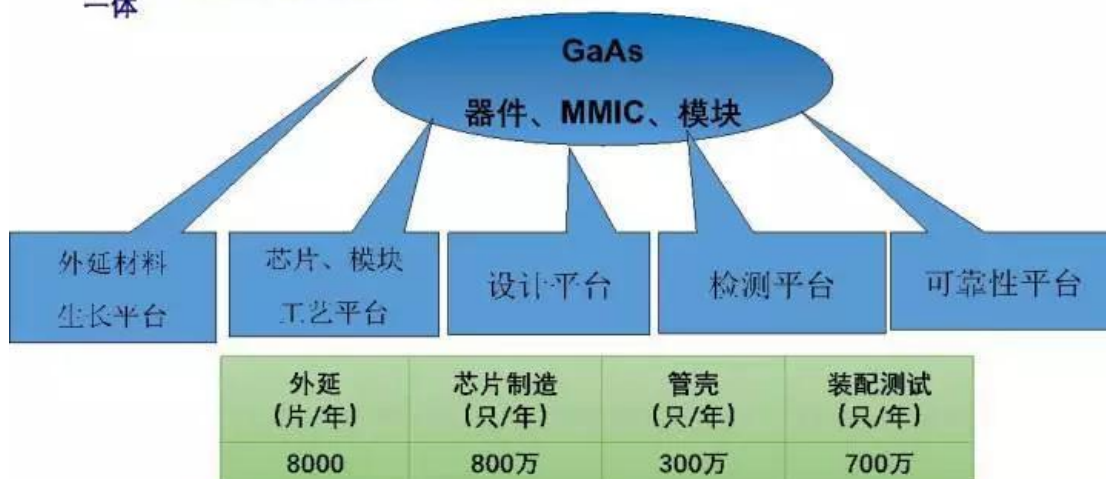 一体
GaAs
器件、MMIC、模块
外延材料
生长平台
芯片、模块
工艺平台
设计平台
检测平台
可靠性平台
外延
(片/年)
芯片制造
(只/年)
管壳
(只/年)
装配测试
(只/年)
8000
800万
300万
700万